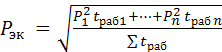 Pэк = √((P₁² tраб1 + ⋯ + Pₙ² tраб n) / (∑ tраб))